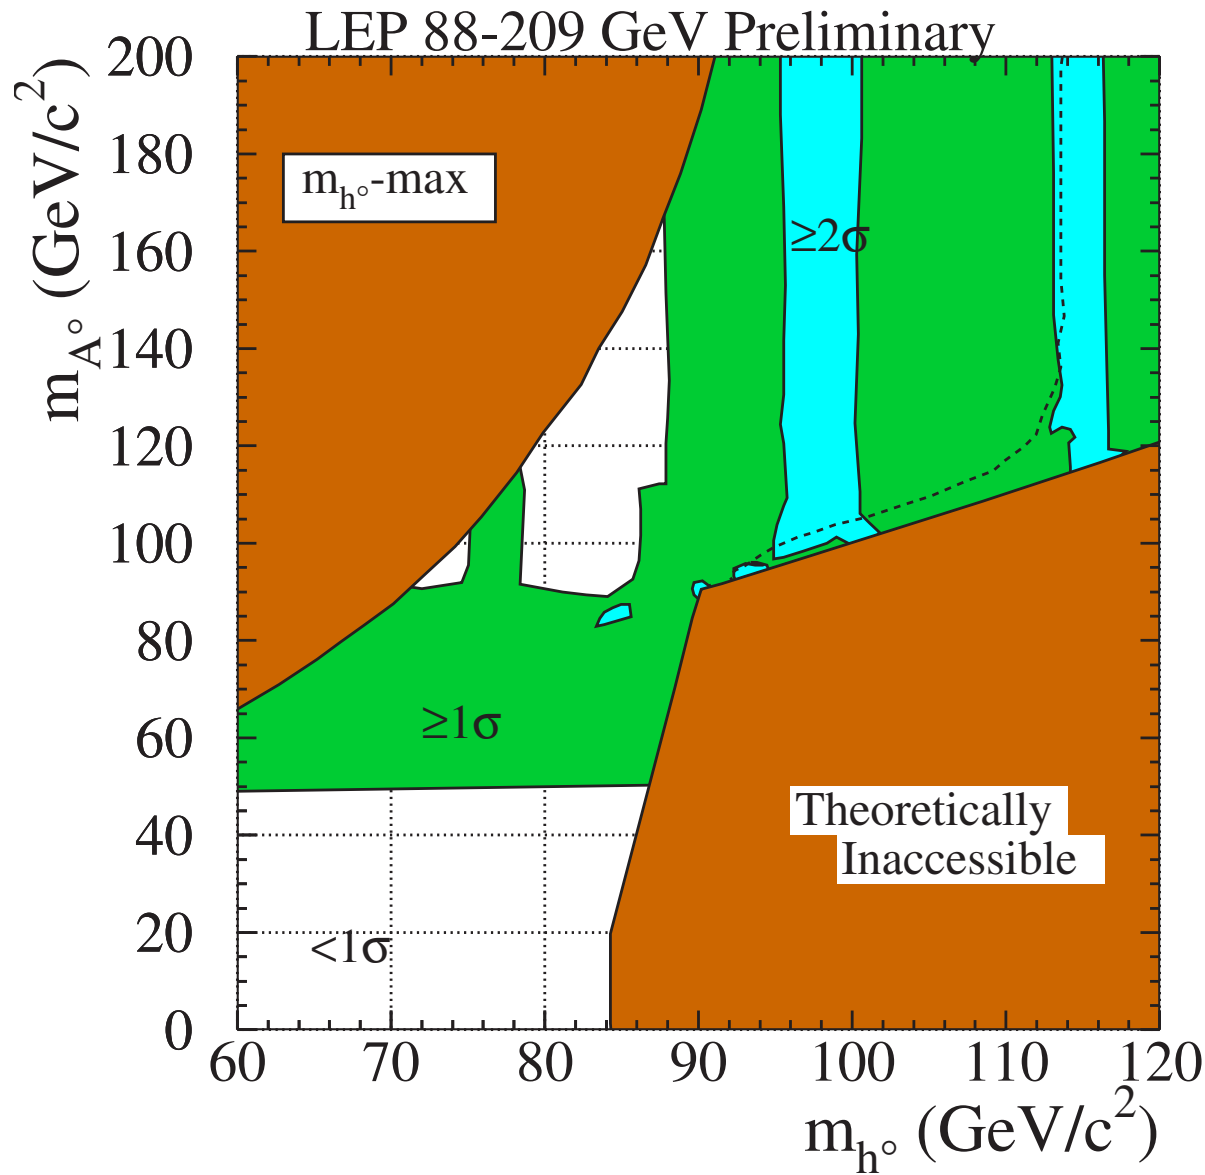 LEP 88-209 GeV Preliminary
m_A° (GeV/c²)
200
180
160
140
120
100
80
60
40
20
0
m_h°-max
≥2σ
≥1σ
<1σ
Theoretically
Inaccessible
60 70 80 90 100 110 120
m_h° (GeV/c²)